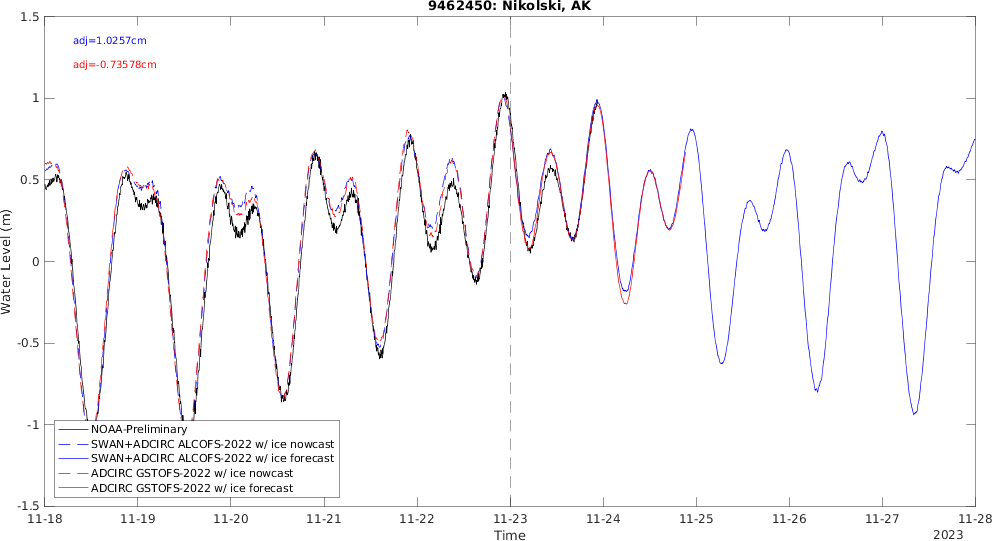 9462450: Nikolski, AK
adj=1.0257cm
adj=-0.73578cm
Water Level (m)
1.5
1
0.5
0
-0.5
-1
-1.5
NOAA-Preliminary
SWAN+ADCIRC ALCOFS-2022 w/ ice nowcast
SWAN+ADCIRC ALCOFS-2022 w/ ice forecast
ADCIRC GSTOFS-2022 w/ ice nowcast
ADCIRC GSTOFS-2022 w/ ice forecast
11-18 11-19 11-20 11-21 11-22 11-23 11-24 11-25 11-26 11-27 11-28
Time
2023